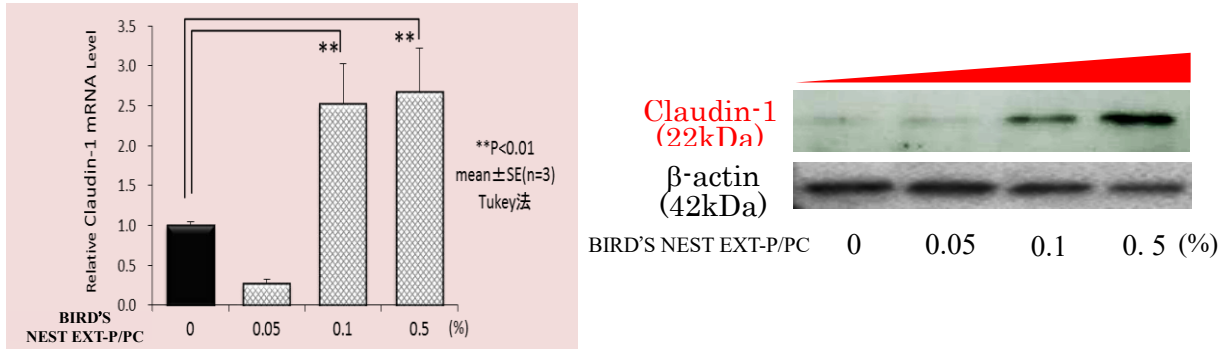 Relative Claudin-1 mRNA Level
3.5
3.0
2.5
2.0
1.5
1.0
0.5
0.0
**
**
**P<0.01
mean±SE(n=3)
Tukey法
BIRD'S
NEST EXT-P/PC
0 0.05 0.1 0.5 (%)
Claudin-1
(22kDa)
β-actin
(42kDa)
BIRD'S NEST EXT-P/PC 0 0.05 0.1 0. 5 (%)